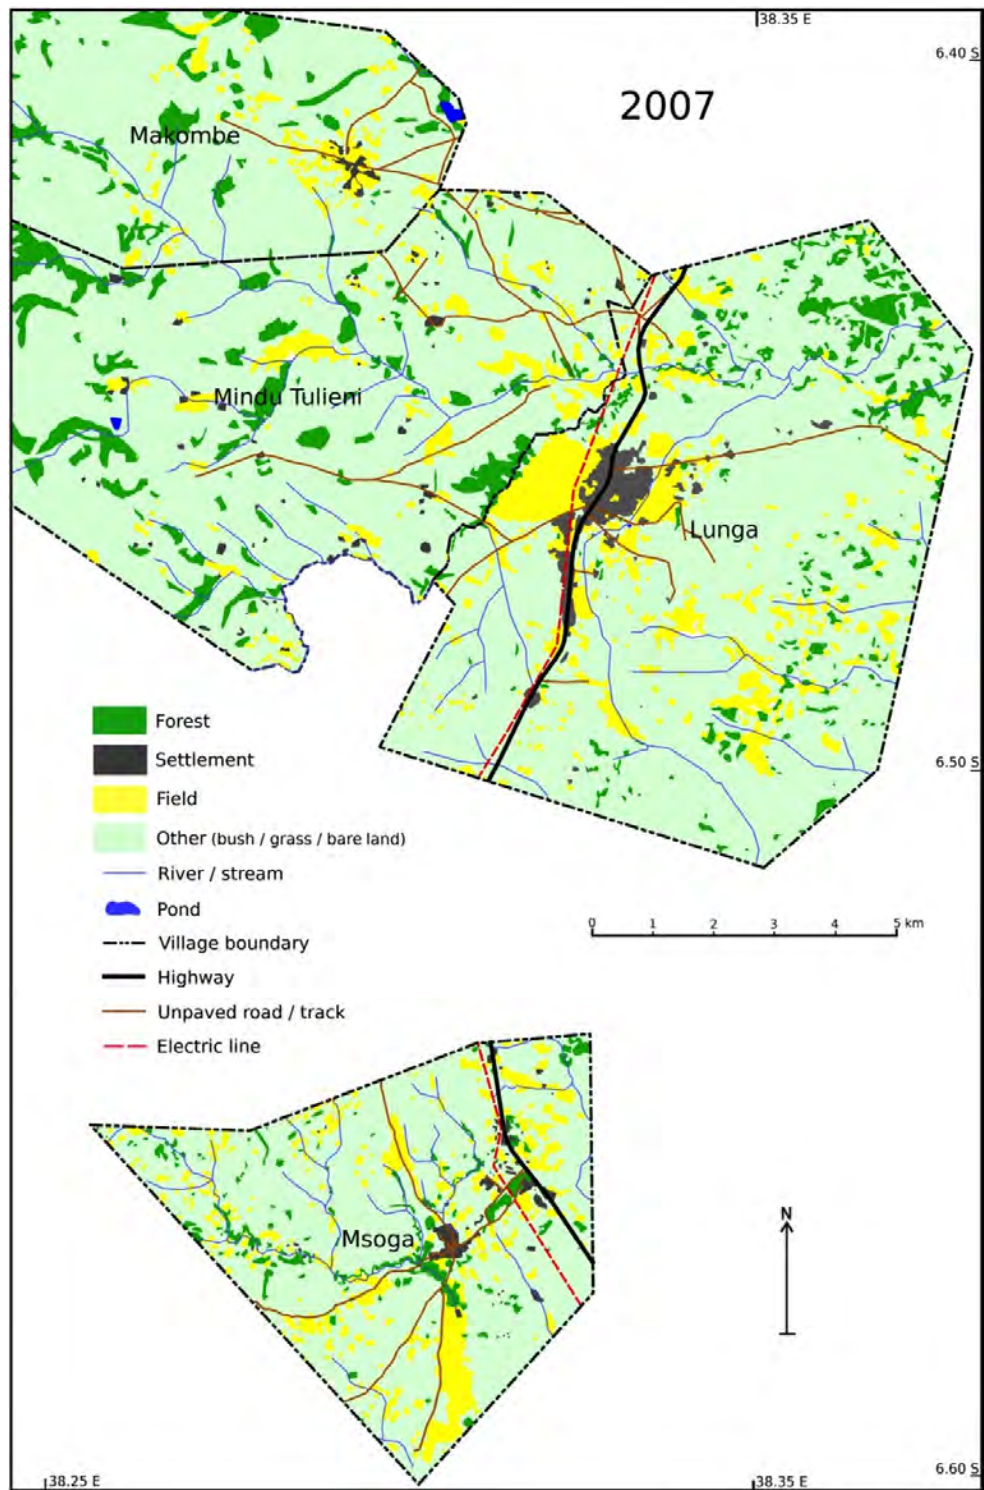 38.35 E
6.40 S
2007
Makombe
Mindu Tulieni
Lunga
Forest
Settlement
6.50 S
Field
Other (bush / grass / bare land)
River / stream
Pond
0 1 2 3 4 5 km
Village boundary
Highway
Unpaved road / track
Electric line
N
Msoga
6.60 S
38.25 E
38.35 E